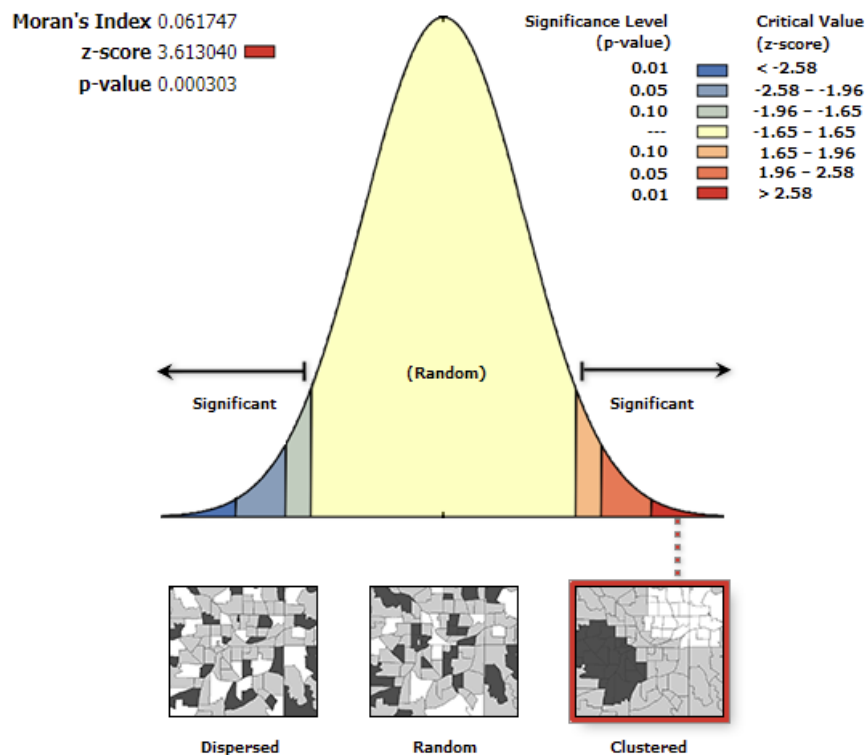 Moran's Index 0.061747
z-score 3.613040
p-value 0.000303
Significance Level
(p-value)
Critical Value
(z-score)
0.01 < -2.58
0.05 -2.58 – -1.96
0.10 -1.96 – -1.65
--- -1.65 – 1.65
0.10 1.65 – 1.96
0.05 1.96 – 2.58
0.01 > 2.58
(Random)
Significant
Significant
Dispersed
Random
Clustered